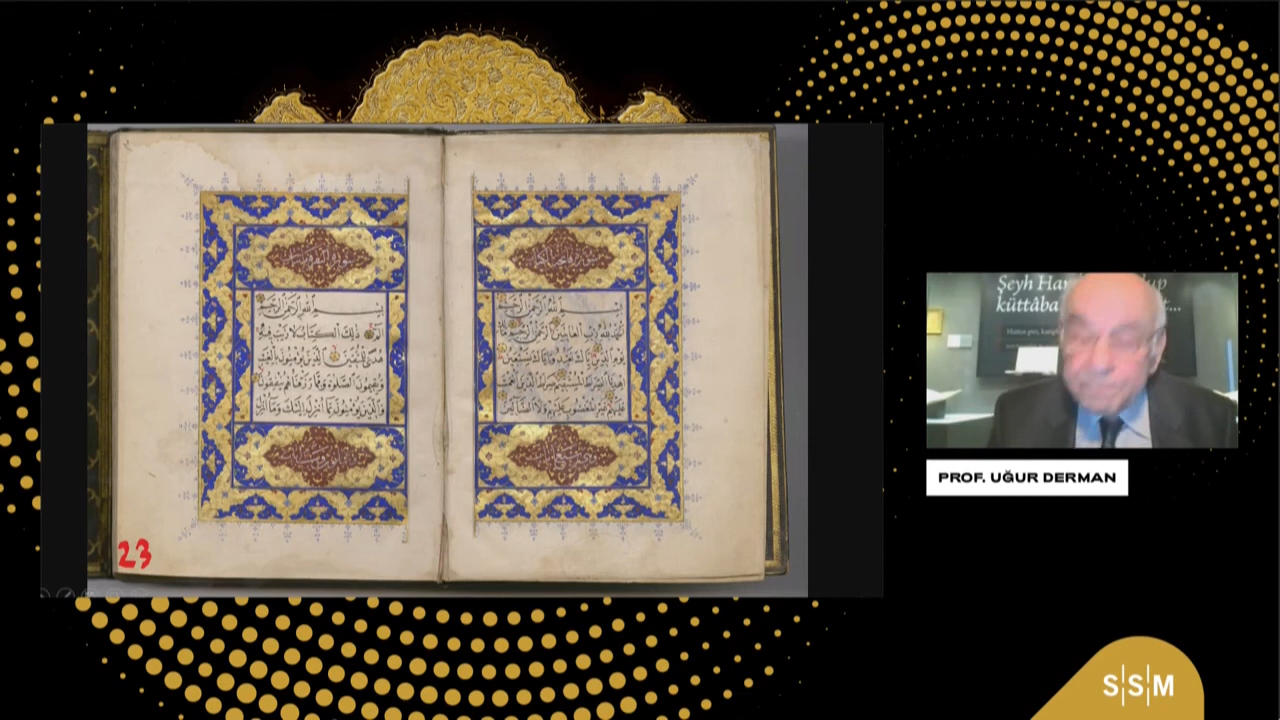 بسم الله الرحمن الرحيم
الحمد لله رب العالمين الرحمن الرحيم
يوم الدين اياك نعبد واياك نستعين
اهدنا الصراط المستقيم صراط الذين انعمت
عليهم غير المغضوب عليهم ولا الضالين
بسم الله الرحمن الرحيم
الم ذلك الكتاب لا ريب فيه
هدى للمتقين الذين يؤمنون بالغيب
ويقيمون الصلوة ومما رزقناهم ينفقون
والذين يؤمنون بما انزل اليك وما انزل
23
Şeyh
küttâba
PROF. UĞUR DERMAN
S|S|M